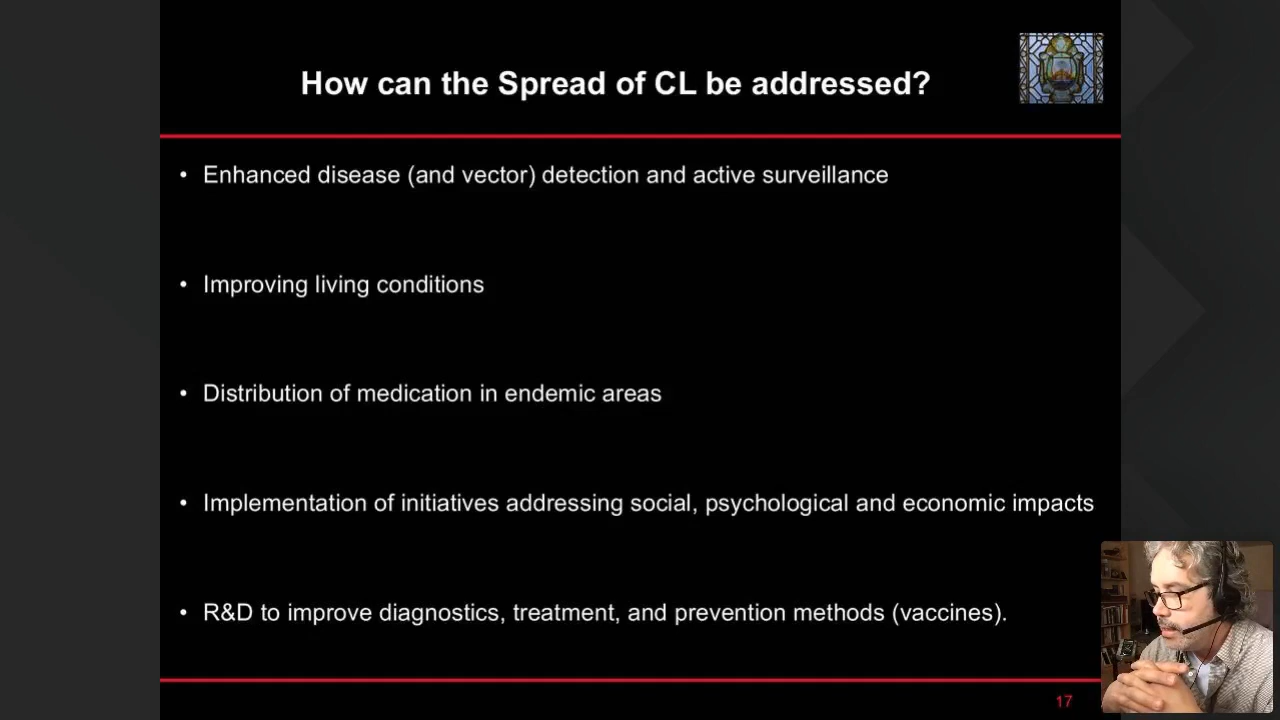 How can the Spread of CL be addressed?
• Enhanced disease (and vector) detection and active surveillance
• Improving living conditions
• Distribution of medication in endemic areas
• Implementation of initiatives addressing social, psychological and economic impacts
• R&D to improve diagnostics, treatment, and prevention methods (vaccines).
17